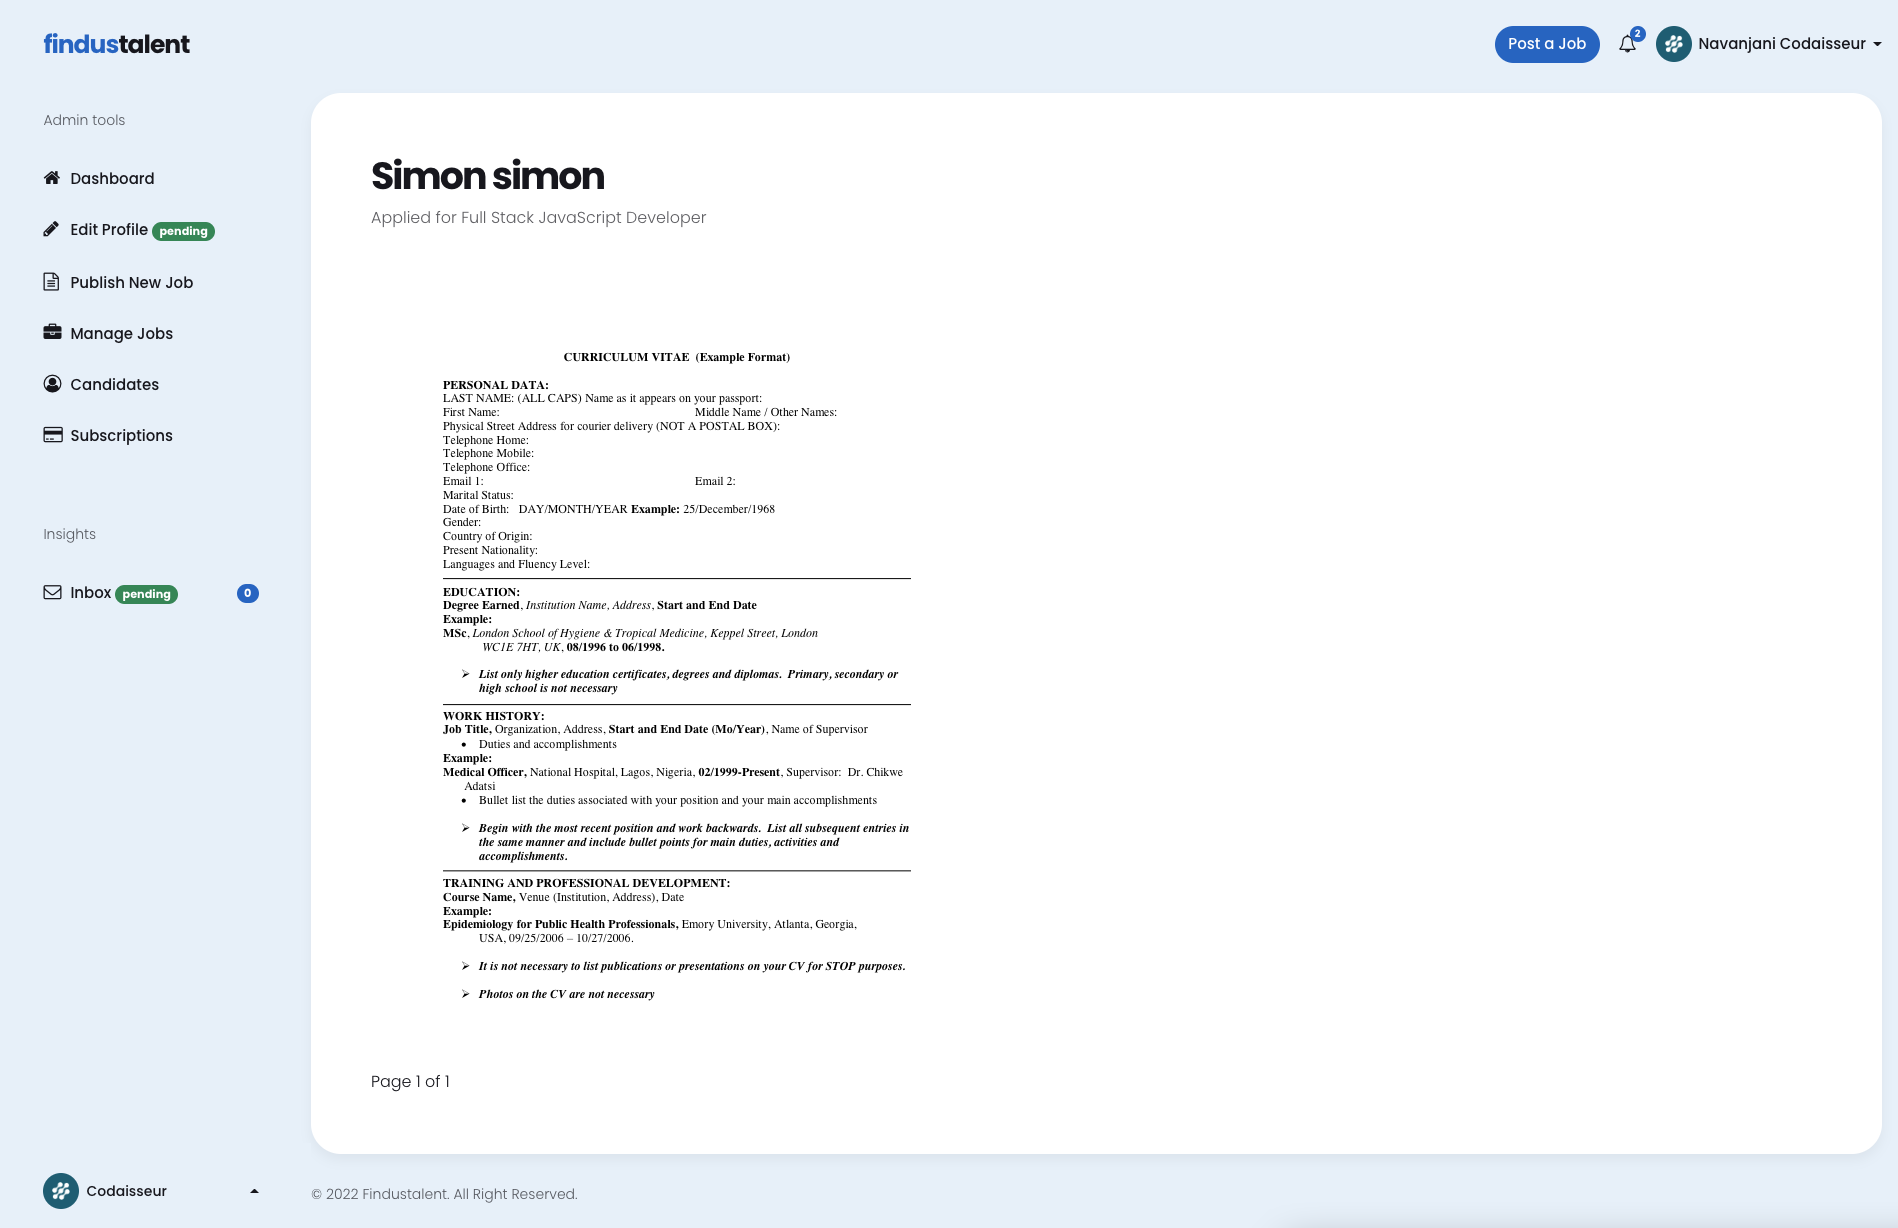 findustalent
Post a Job
2
Navanjani Codaisseur
Admin tools
Dashboard
Edit Profile pending
Publish New Job
Manage Jobs
Candidates
Subscriptions
Insights
Inbox pending 0
Codaisseur
Simon simon
Applied for Full Stack JavaScript Developer
CURRICULUM VITAE (Example Format)
PERSONAL DATA:
LAST NAME: (ALL CAPS) Name as it appears on your passport:
First Name: Middle Name / Other Names:
Physical Street Address for courier delivery (NOT A POSTAL BOX):
Telephone Home:
Telephone Mobile:
Telephone Office:
Email 1: Email 2:
Marital Status:
Date of Birth: DAY/MONTH/YEAR Example: 25/December/1968
Gender:
Country of Origin:
Present Nationality:
Languages and Fluency Level:
EDUCATION:
Degree Earned, Institution Name, Address, Start and End Date
Example:
MSc, London School of Hygiene & Tropical Medicine, Keppel Street, London
WC1E 7HT, UK, 08/1996 to 06/1998.
➢ List only higher education certificates, degrees and diplomas. Primary, secondary or
high school is not necessary
WORK HISTORY:
Job Title, Organization, Address, Start and End Date (Mo/Year), Name of Supervisor
• Duties and accomplishments
Example:
Medical Officer, National Hospital, Lagos, Nigeria, 02/1999-Present, Supervisor: Dr. Chikwe
Adatsi
• Bullet list the duties associated with your position and your main accomplishments
➢ Begin with the most recent position and work backwards. List all subsequent entries in
the same manner and include bullet points for main duties, activities and
accomplishments.
TRAINING AND PROFESSIONAL DEVELOPMENT:
Course Name, Venue (Institution, Address), Date
Example:
Epidemiology for Public Health Professionals, Emory University, Atlanta, Georgia,
USA, 09/25/2006 – 10/27/2006.
➢ It is not necessary to list publications or presentations on your CV for STOP purposes.
➢ Photos on the CV are not necessary
Page 1 of 1
© 2022 Findustalent. All Right Reserved.